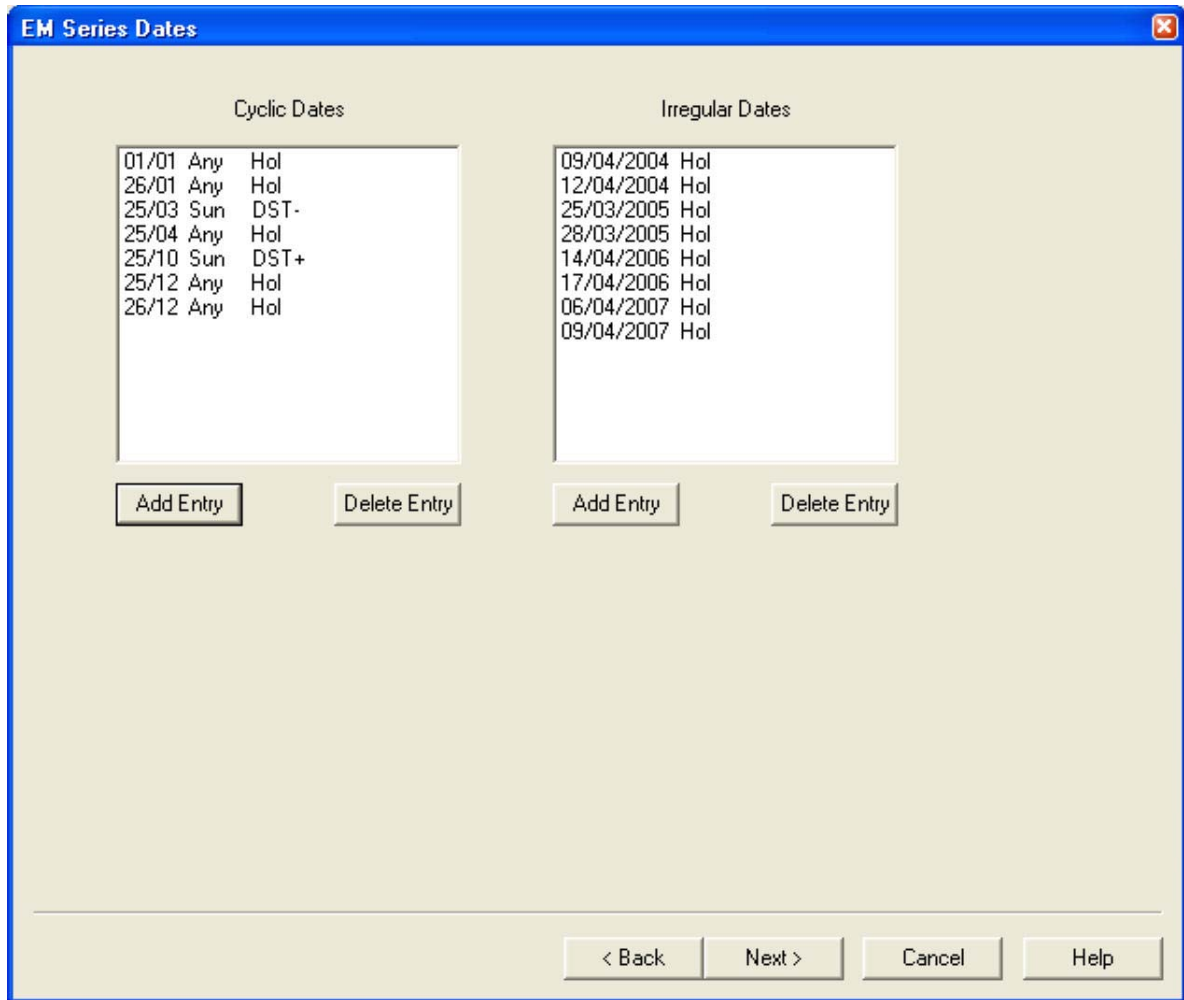 EM Series Dates
Cyclic Dates
01/01 Any Hol
26/01 Any Hol
25/03 Sun DST-
25/04 Any Hol
25/10 Sun DST+
25/12 Any Hol
26/12 Any Hol
Add Entry Delete Entry
Irregular Dates
09/04/2004 Hol
12/04/2004 Hol
25/03/2005 Hol
28/03/2005 Hol
14/04/2006 Hol
17/04/2006 Hol
06/04/2007 Hol
09/04/2007 Hol
Add Entry Delete Entry
< Back Next > Cancel Help